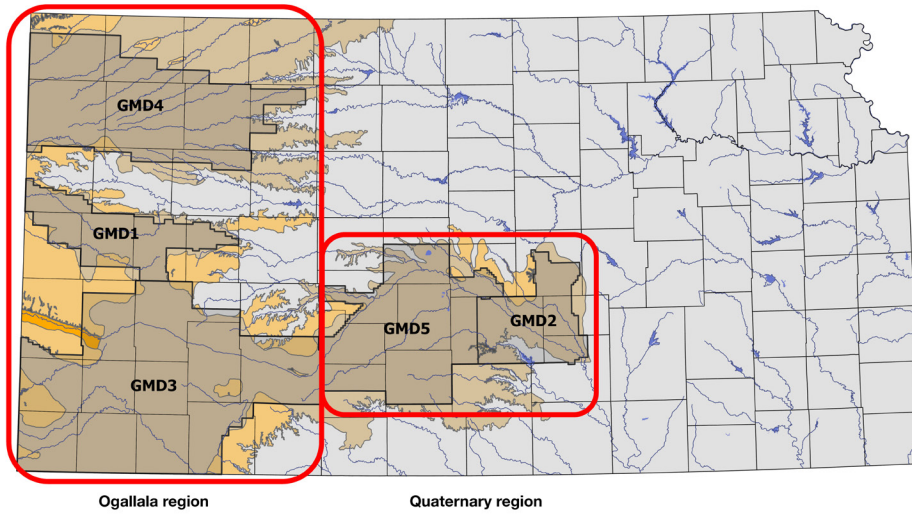 GMD4
GMD1
GMD5
GMD2
GMD3
Ogallala region
Quaternary region